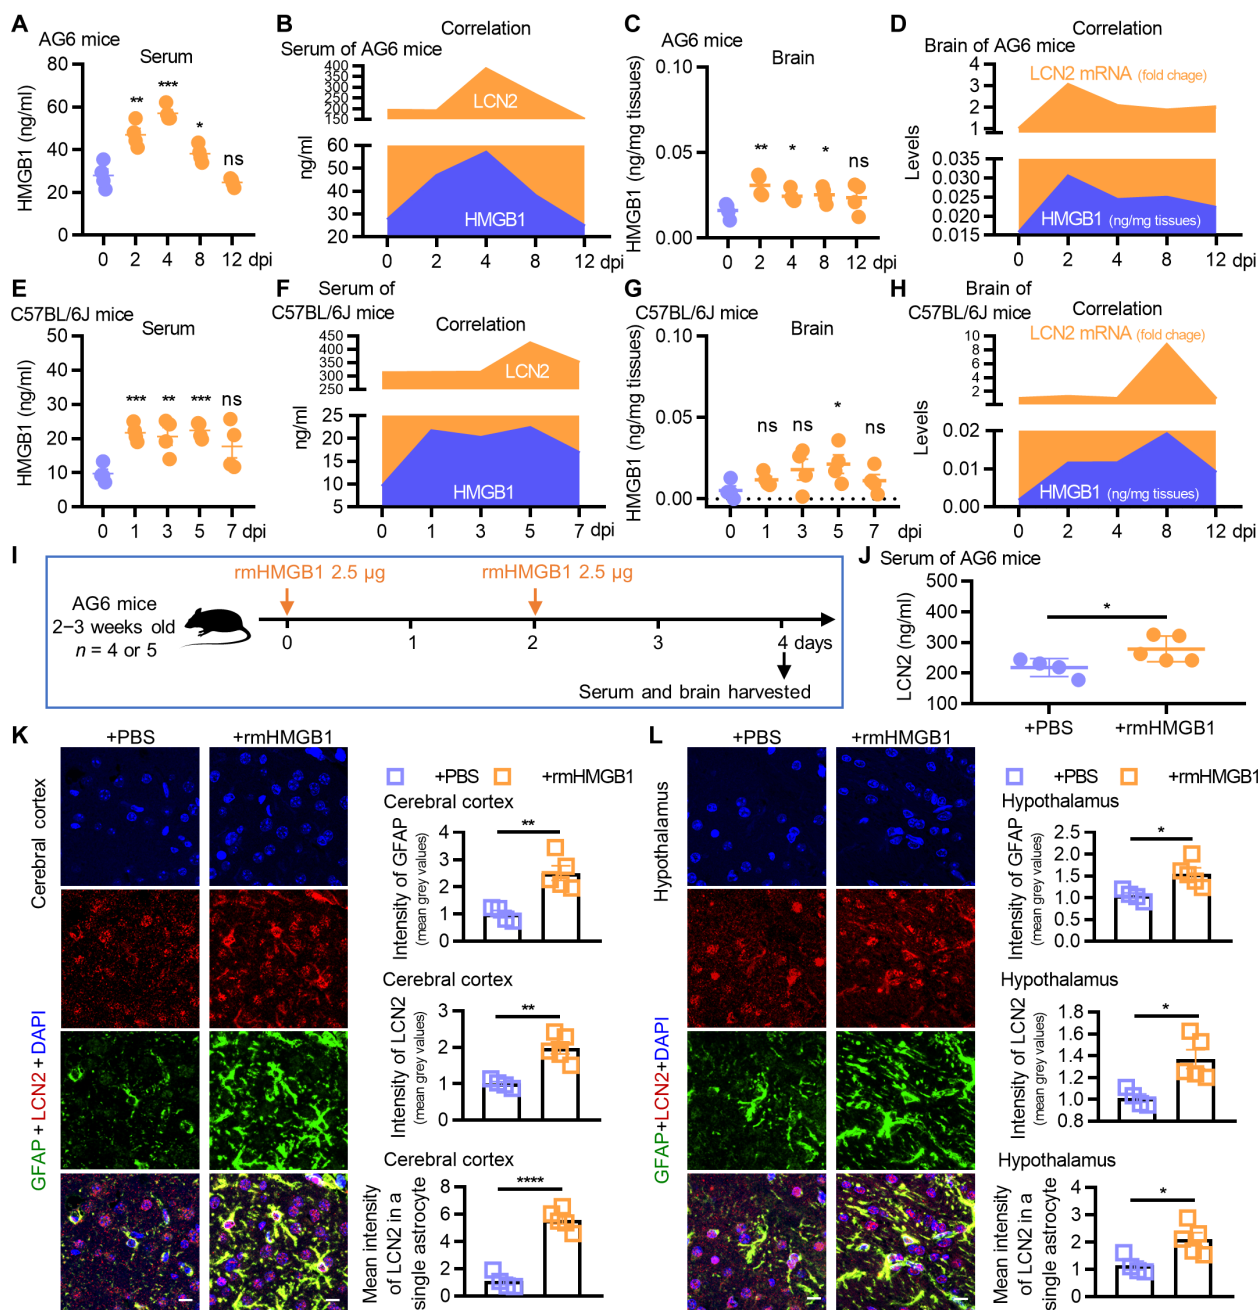 A
AG6 mice
Serum
HMGB1 (ng/ml)
80
60
40
20
0
**
***
*
ns
0 2 4 8 12 dpi
B
Correlation
Serum of AG6 mice
ng/ml
400
350
300
250
200
150
LCN2
60
50
40
30
20
HMGB1
0 2 4 8 12
C
AG6 mice
Brain
HMGB1 (ng/mg tissues)
0.10
0.05
0.00
**
*
*
ns
0 2 4 8 12 dpi
D
Correlation
Brain of AG6 mice
LCN2 mRNA (fold chage)
Levels
4
3
2
1
0.035
0.030
0.025
0.020
0.015
HMGB1 (ng/mg tissues)
0 2 4 8 12 dpi
E
C57BL/6J mice
Serum
HMGB1 (ng/ml)
50
40
30
20
10
0
***
**
***
ns
0 1 3 5 7 dpi
F
Serum of
C57BL/6J mice
Correlation
ng/ml
450
400
350
300
250
LCN2
25
20
15
10
5
HMGB1
0 1 3 5 7
G
C57BL/6J mice
Brain
HMGB1 (ng/mg tissues)
0.10
0.05
0.00
ns
ns
*
ns
0 1 3 5 7 dpi
H
Brain of
C57BL/6J mice
Correlation
LCN2 mRNA (fold chage)
Levels
10
8
6
4
2
0.02
0.01
0.00
HMGB1 (ng/mg tissues)
0 2 4 8 12 dpi
I
rmHMGB1 2.5 µg
rmHMGB1 2.5 µg
AG6 mice
2–3 weeks old
n = 4 or 5
0 1 2 3 4 days
Serum and brain harvested
J
Serum of AG6 mice
LCN2 (ng/ml)
500
400
300
200
100
*
+PBS
+rmHMGB1
K
+PBS
+rmHMGB1
Cerebral cortex
GFAP + LCN2 + DAPI
+PBS
+rmHMGB1
Cerebral cortex
Intensity of GFAP
(mean grey values)
4
3
2
1
0
**
Cerebral cortex
Intensity of LCN2
(mean grey values)
3
2
1
0
**
Cerebral cortex
Mean intensity
of LCN2 in a
single astrocyte
8
6
4
2
0
****
L
+PBS
+rmHMGB1
Hypothalamus
GFAP+LCN2+DAPI
+PBS
+rmHMGB1
Hypothalamus
Intensity of GFAP
(mean grey values)
2.5
2.0
1.5
1.0
0.5
0.0
*
Hypothalamus
Intensity of LCN2
(mean grey values)
1.8
1.6
1.4
1.2
1.0
0.8
*
Hypothalamus
Mean intensity
of LCN2 in a
single astrocyte
4
3
2
1
0
*